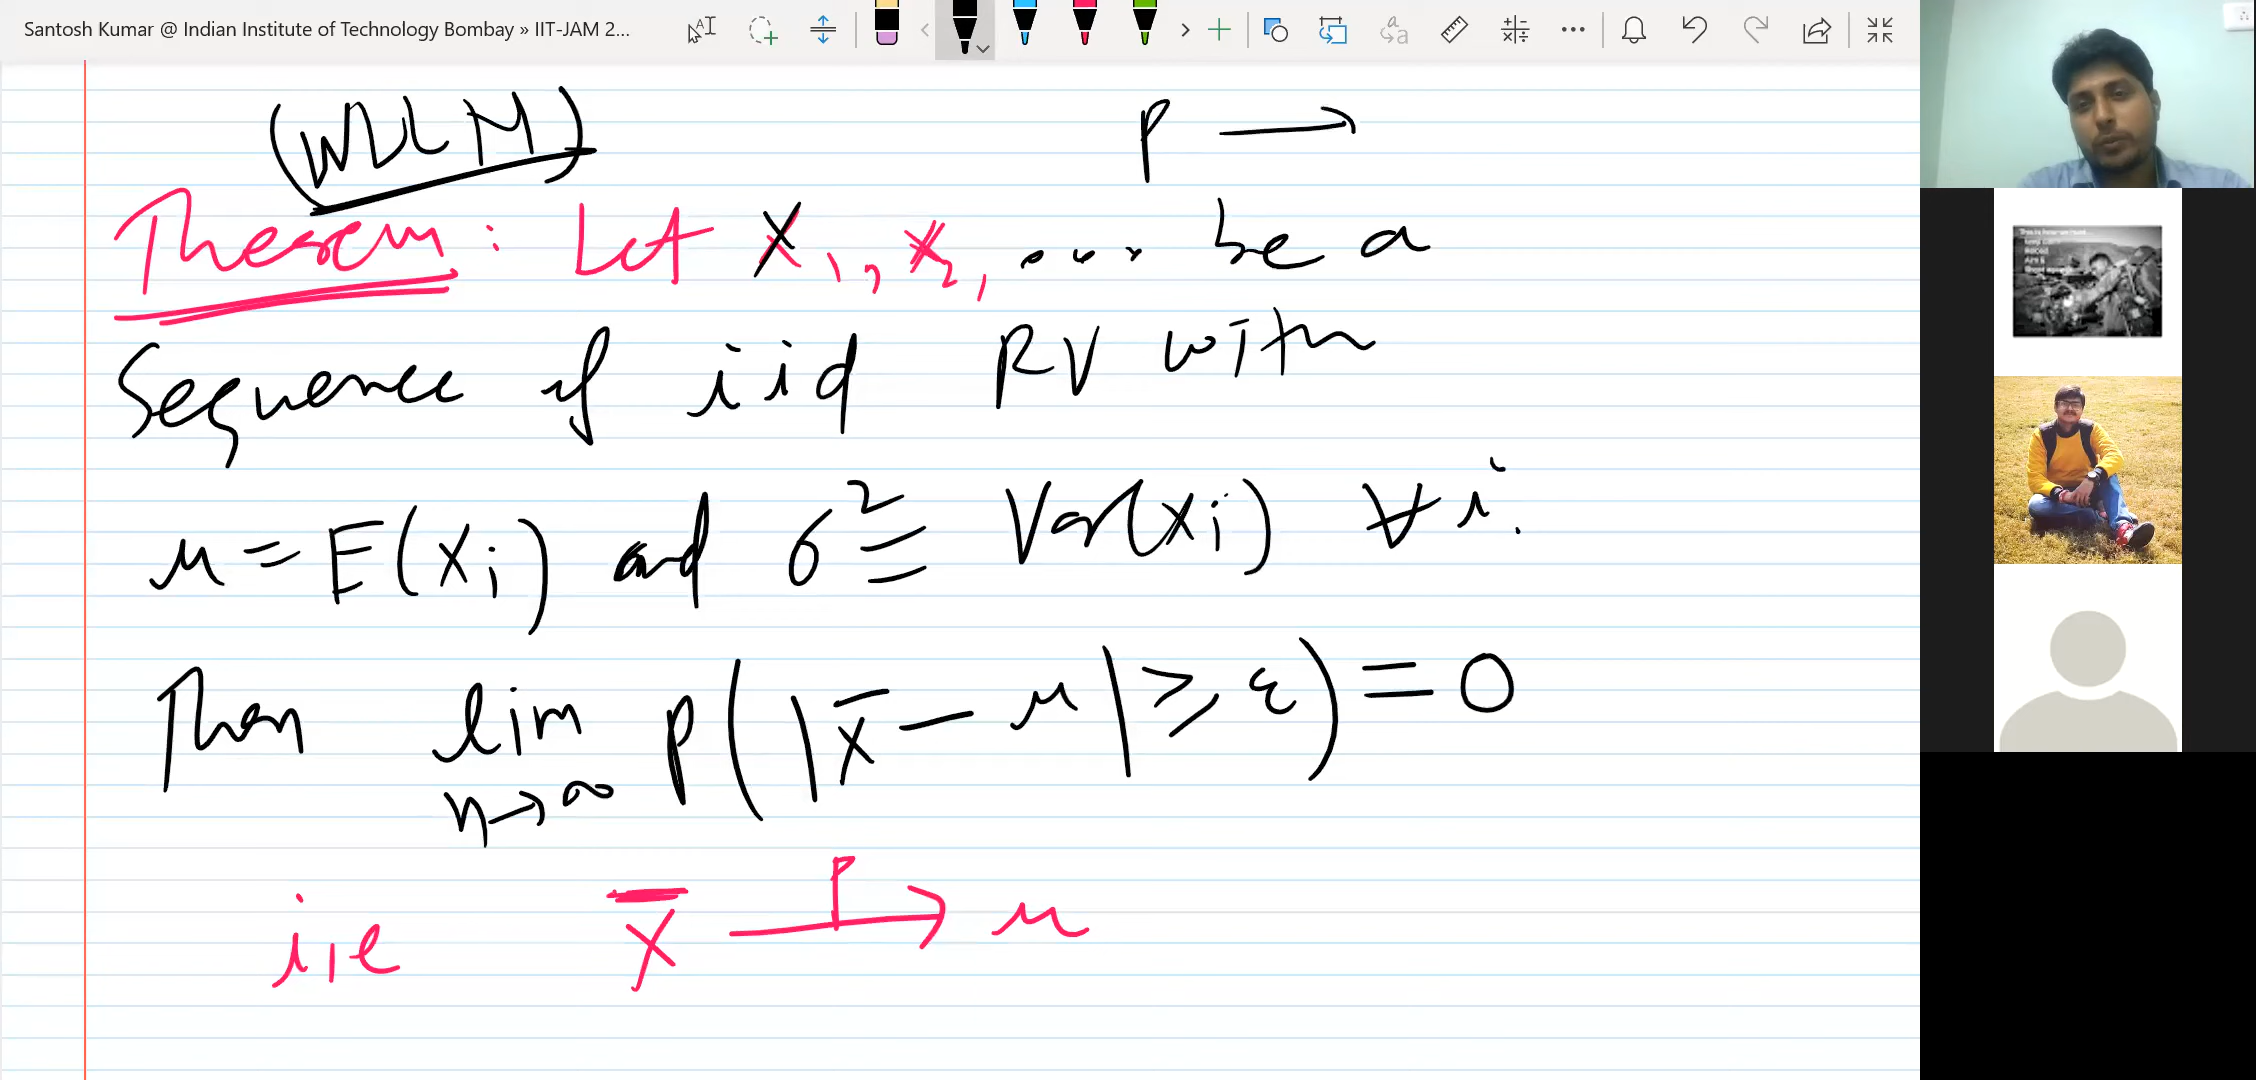 Santosh Kumar @ Indian Institute of Technology Bombay » IIT-JAM 2...
(WLLN)
P ⟶
Theorem: Let X₁, X₂, .... be a
Sequence of iid RV with
μ = E(Xᵢ) and σ² = Var(Xᵢ) ∀ i.
Then lim n→∞ P(|X̄ − μ| ⩾ ε) = 0
i.e X̄ —P→ μ